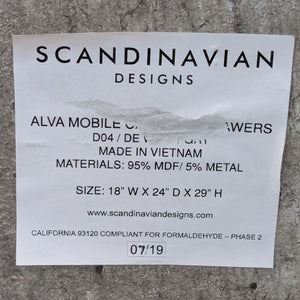 SCANDINAVIAN
DESIGNS
ALVA MOBILE
D04 / DE
MADE IN VIETNAM
MATERIALS: 95% MDF/ 5% METAL
SIZE: 18" W X 24" D X 29" H
www.scandinaviandesigns.com
CALIFORNIA 93120 COMPLIANT FOR FORMALDEHYDE – PHASE 2
07/19